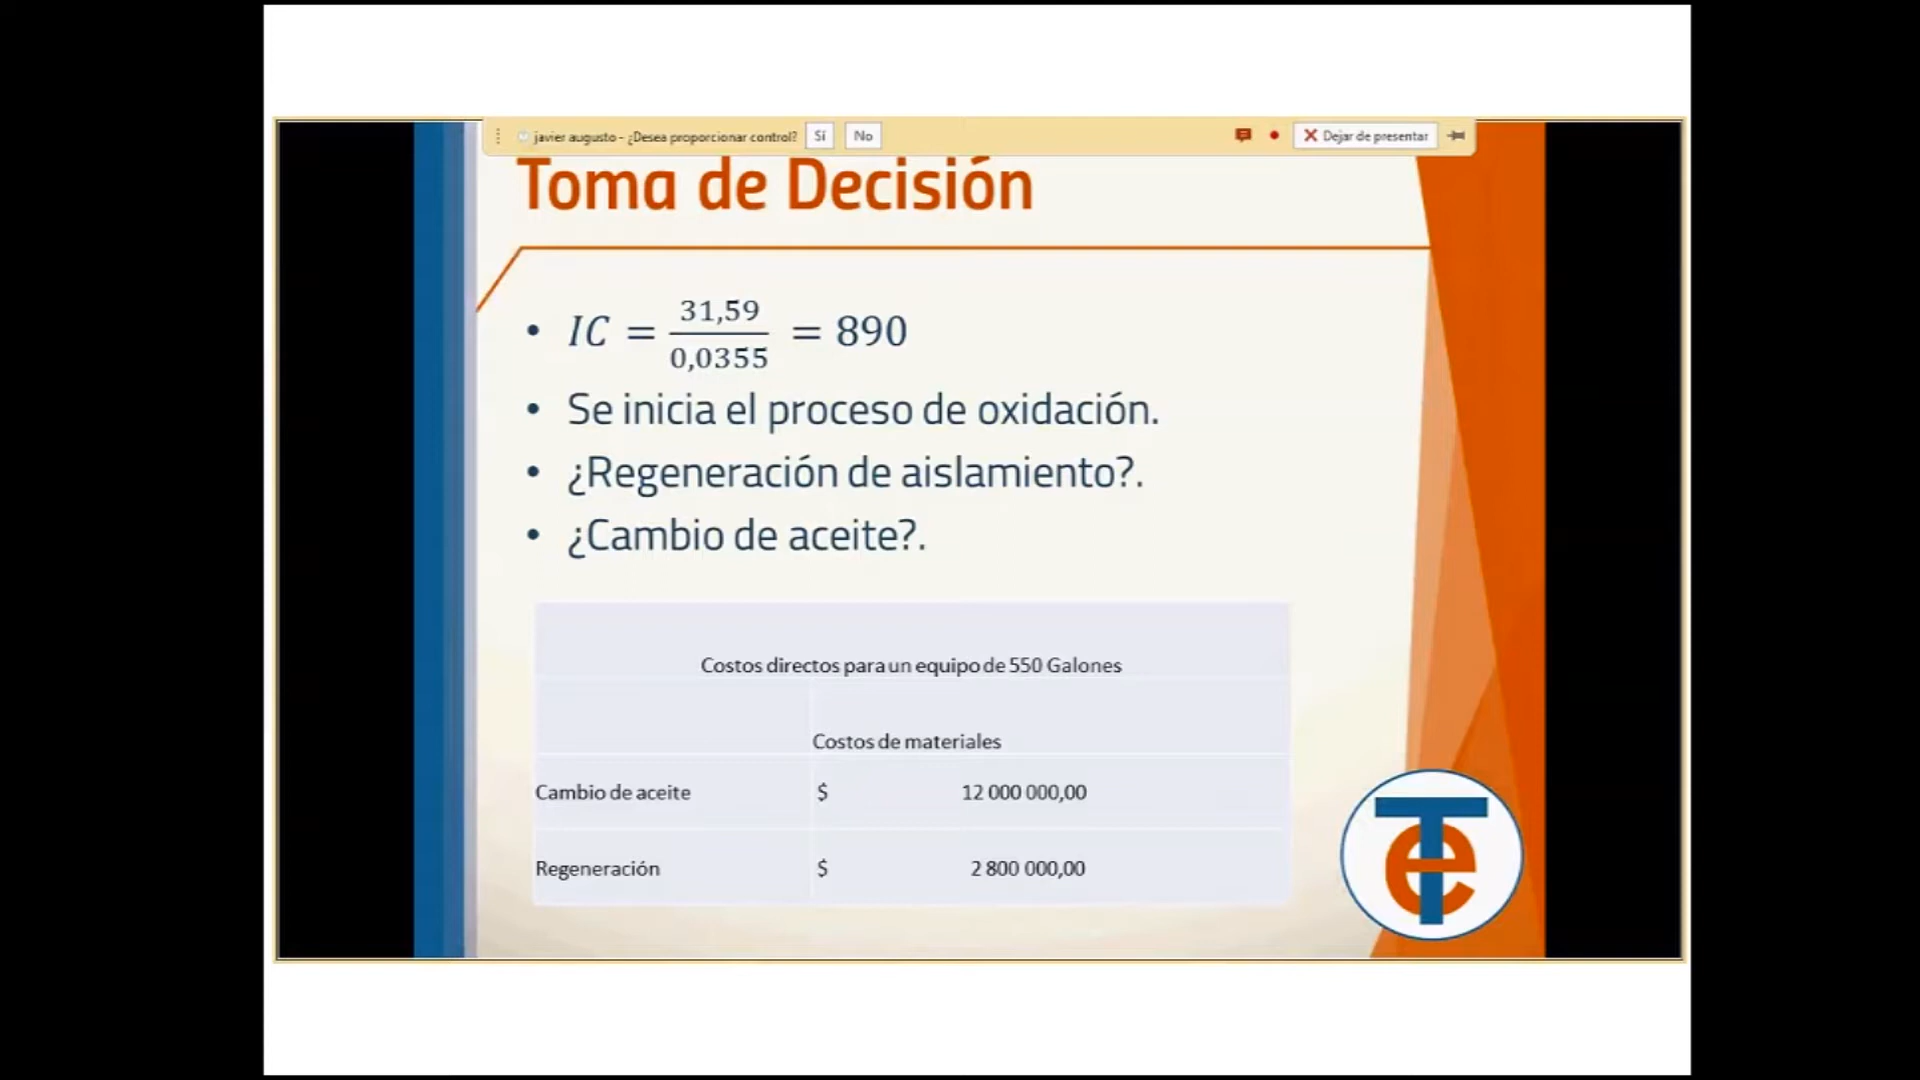 javier augusto - ¿Desea proporcionar control? Sí No Dejar de presentar
Toma de Decisión
• IC = 31,59 / 0,0355 = 890
• Se inicia el proceso de oxidación.
• ¿Regeneración de aislamiento?.
• ¿Cambio de aceite?.
Costos directos para un equipo de 550 Galones
Costos de materiales
Cambio de aceite $ 12 000 000,00
Regeneración $ 2 800 000,00
Te